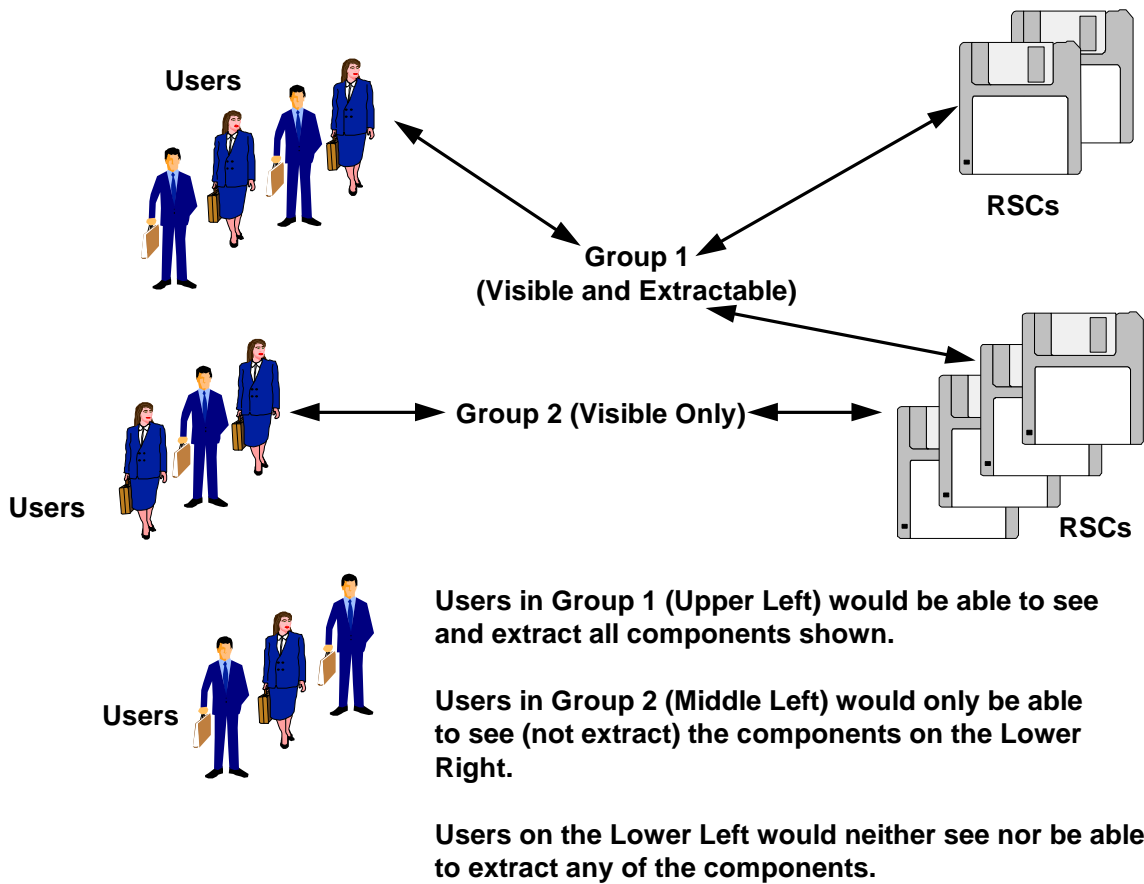 Users
RSCs
Group 1
(Visible and Extractable)
Group 2 (Visible Only)
Users
RSCs
Users in Group 1 (Upper Left) would be able to see
and extract all components shown.
Users
Users in Group 2 (Middle Left) would only be able
to see (not extract) the components on the Lower
Right.
Users on the Lower Left would neither see nor be able
to extract any of the components.